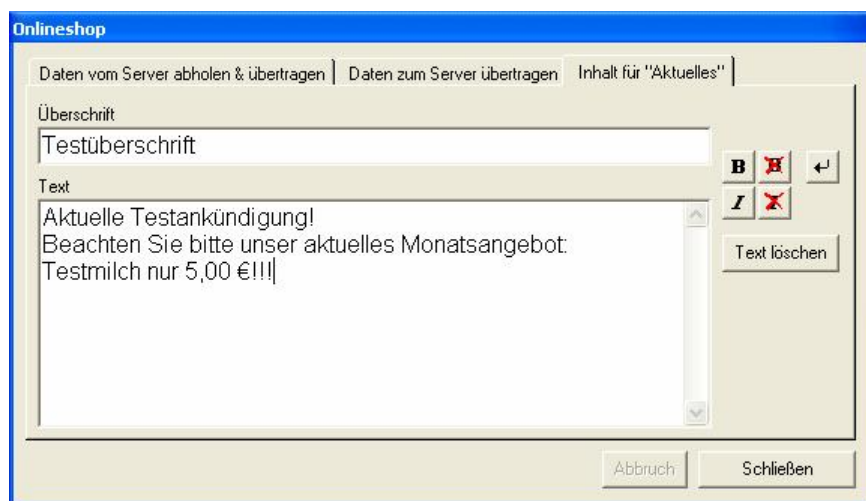 Onlineshop
Daten vom Server abholen & übertragen
Daten zum Server übertragen
Inhalt für "Aktuelles"
Überschrift
Testüberschrift
B B
Text
I I
Aktuelle Testankündigung!
Beachten Sie bitte unser aktuelles Monatsangebot:
Testmilch nur 5,00 €!!!
Text löschen
Abbruch
Schließen